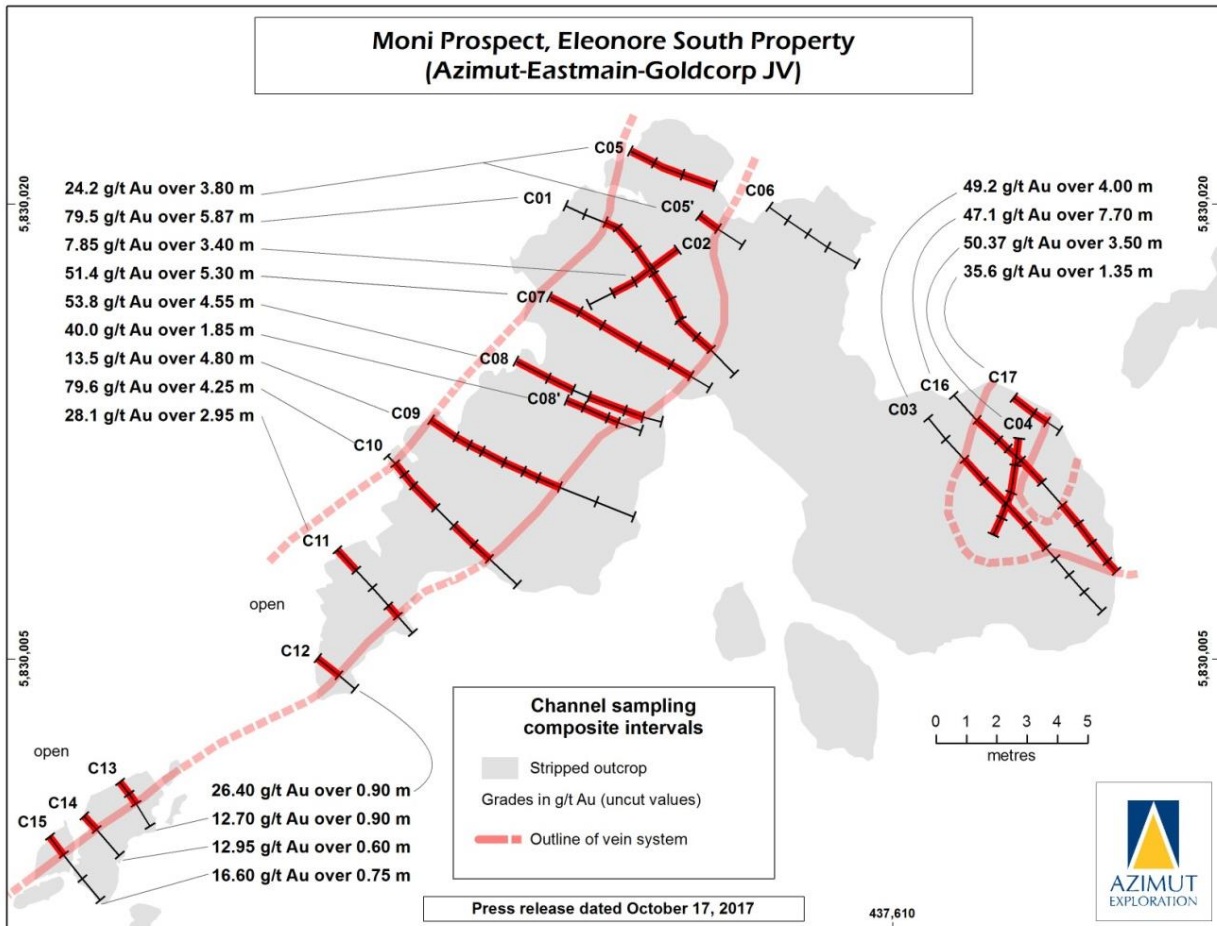 Moni Prospect, Eleonore South Property
(Azimut-Eastmain-Goldcorp JV)
5,830,020
5,830,020
24.2 g/t Au over 3.80 m
79.5 g/t Au over 5.87 m
7.85 g/t Au over 3.40 m
51.4 g/t Au over 5.30 m
53.8 g/t Au over 4.55 m
40.0 g/t Au over 1.85 m
13.5 g/t Au over 4.80 m
79.6 g/t Au over 4.25 m
28.1 g/t Au over 2.95 m
49.2 g/t Au over 4.00 m
47.1 g/t Au over 7.70 m
50.37 g/t Au over 3.50 m
35.6 g/t Au over 1.35 m
C05
C01
C06
C05'
C02
C07
C08
C08'
C09
C10
C17
C16
C03
C04
C11
open
C12
5,830,005
5,830,005
open
C13
C14
C15
26.40 g/t Au over 0.90 m
12.70 g/t Au over 0.90 m
12.95 g/t Au over 0.60 m
16.60 g/t Au over 0.75 m
Channel sampling
composite intervals
Stripped outcrop
Grades in g/t Au (uncut values)
Outline of vein system
0 1 2 3 4 5
metres
AZIMUT
EXPLORATION
Press release dated October 17, 2017
437,610